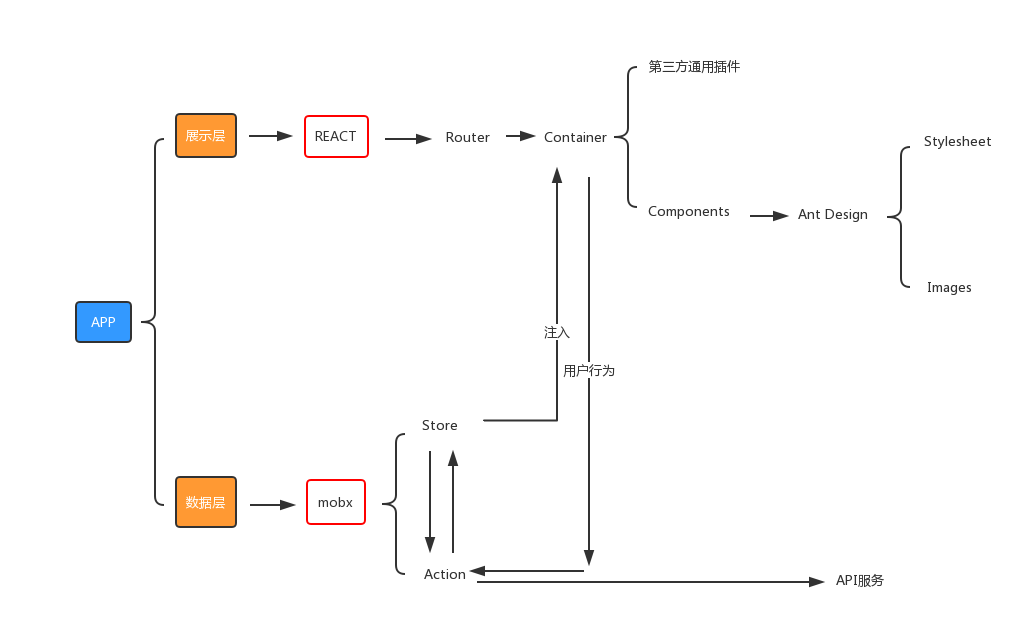 第三方通用插件
展示层
REACT
Router
Container
Stylesheet
Components
Ant Design
Images
APP
注入
用户行为
Store
数据层
mobx
Action
API服务